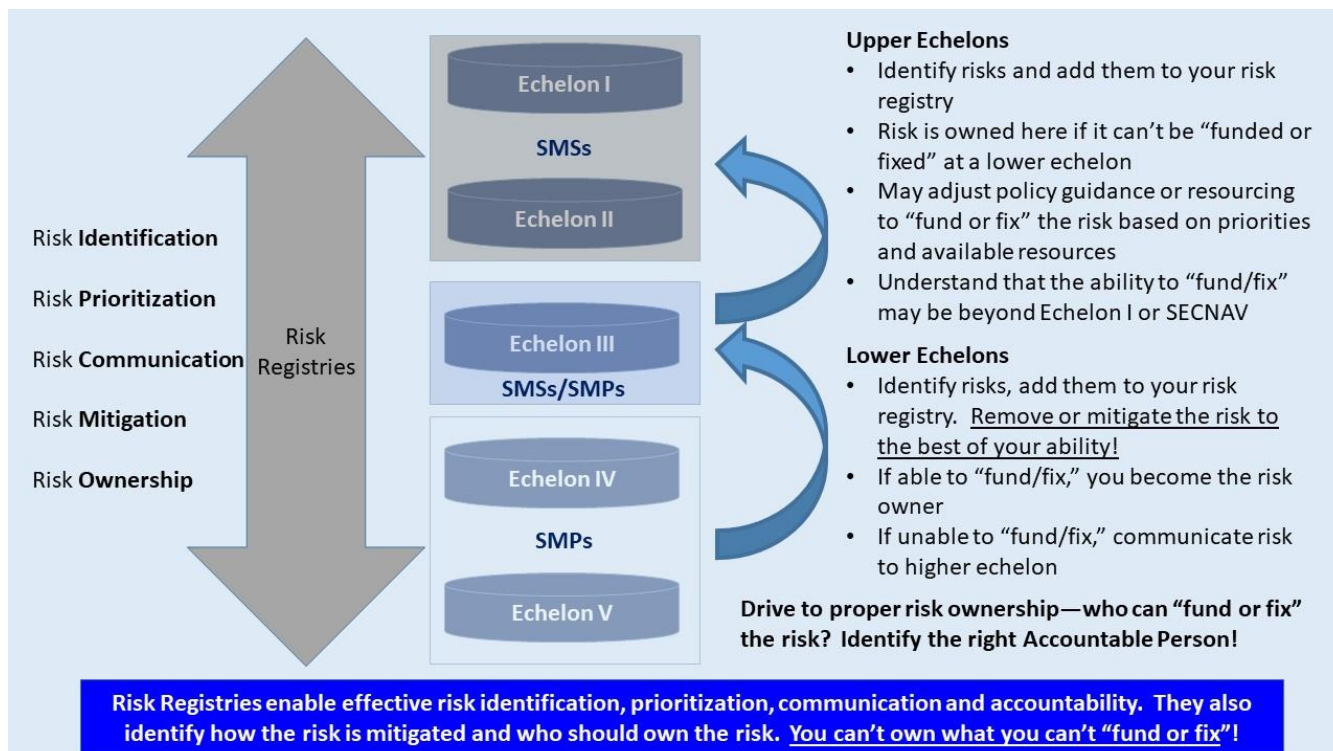 Risk Identification
Risk Prioritization
Risk Communication
Risk Mitigation
Risk Ownership
Risk
Registries
Echelon I
SMSs
Echelon II
Echelon III
SMSs/SMPs
Echelon IV
SMPs
Echelon V
Upper Echelons
• Identify risks and add them to your risk
registry
• Risk is owned here if it can’t be “funded or
fixed” at a lower echelon
• May adjust policy guidance or resourcing
to “fund or fix” the risk based on priorities
and available resources
• Understand that the ability to “fund/fix”
may be beyond Echelon I or SECNAV
Lower Echelons
• Identify risks, add them to your risk
registry. Remove or mitigate the risk to
the best of your ability!
• If able to “fund/fix,” you become the risk
owner
• If unable to “fund/fix,” communicate risk
to higher echelon
Drive to proper risk ownership—who can “fund or fix”
the risk? Identify the right Accountable Person!
Risk Registries enable effective risk identification, prioritization, communication and accountability. They also
identify how the risk is mitigated and who should own the risk. You can’t own what you can’t “fund or fix”!